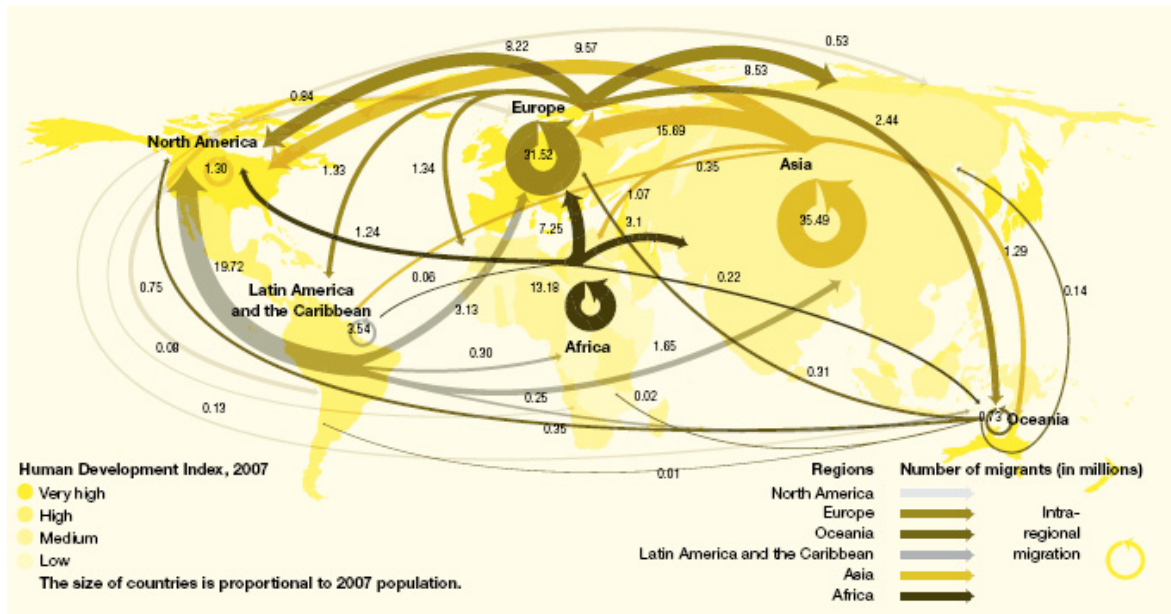 0.53
8.22
9.57
8.53
0.84
Europe
2.44
North America
15.69
31.52
Asia
1.30
1.33
1.34
0.35
1.07
35.49
7.25
3.1
1.24
1.29
19.72
0.06
0.22
0.75
Latin America
and the Caribbean
13.18
0.14
3.13
3.54
Africa
0.08
0.30
1.65
0.31
0.25
0.02
0.13
0.35
0.73
Oceania
0.01
Human Development Index, 2007
Very high
High
Medium
Low
The size of countries is proportional to 2007 population.
Regions
Number of migrants (in millions)
North America
Europe
Oceania
Latin America and the Caribbean
Asia
Africa
Intra-
regional
migration